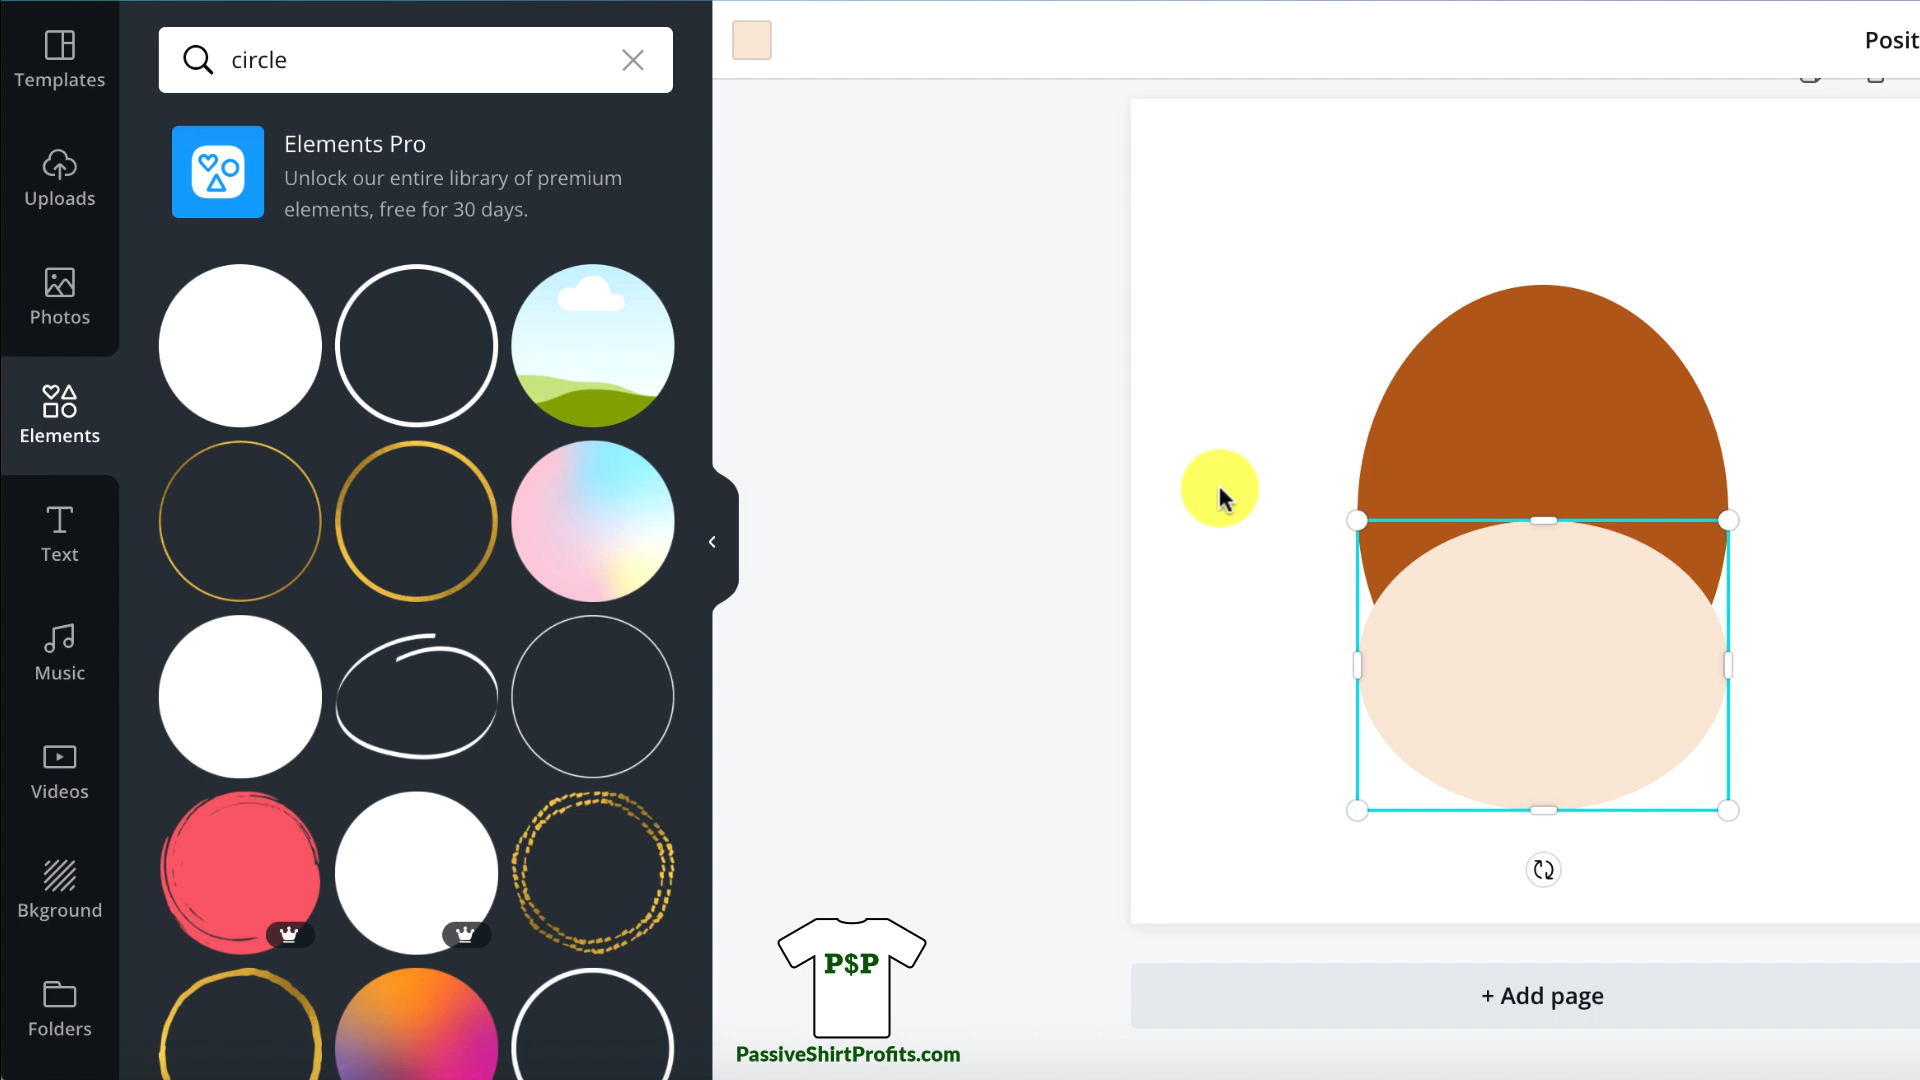 Templates
Uploads
Photos
Elements
Text
Music
Videos
Bkground
Folders
circle
Elements Pro
Unlock our entire library of premium
elements, free for 30 days.
Posit
+ Add page
P$P
PassiveShirtProfits.com